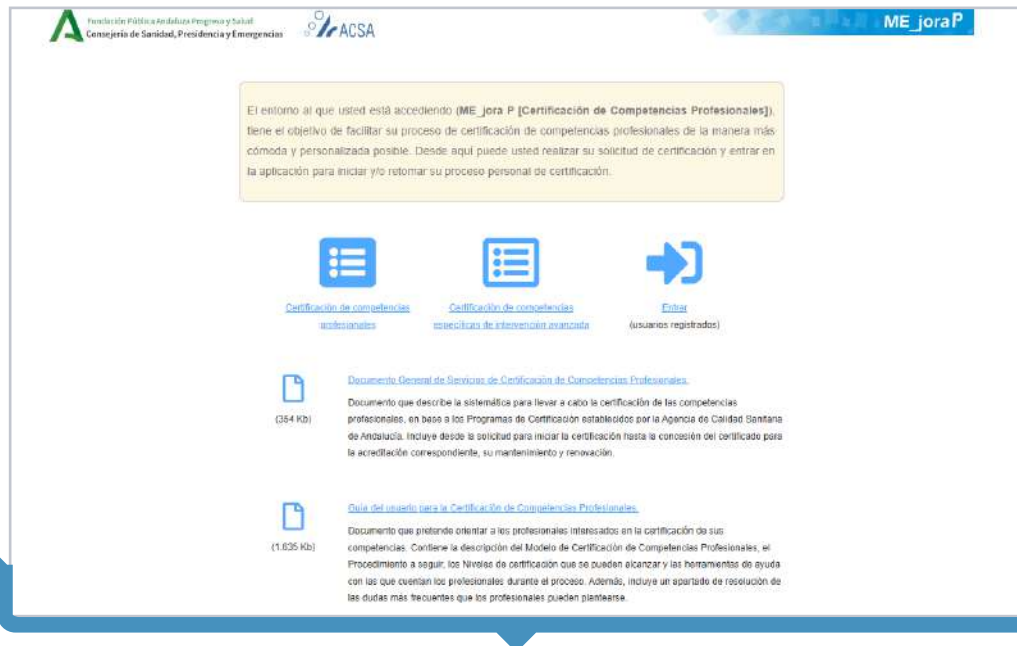 Fundación Pública Andaluza Progreso y Salud
Consejería de Sanidad, Presidencia y Emergencias
ACSA
ME_jora P
El entorno al que usted está accediendo (ME_jora P [Certificación de Competencias Profesionales]),
tiene el objetivo de facilitar su proceso de certificación de competencias profesionales de la manera más
cómoda y personalizada posible. Desde aquí puede usted realizar su solicitud de certificación y entrar en
la aplicación para iniciar y/o retomar su proceso personal de certificación.
Certificación de competencias
profesionales
Certificación de competencias
específicas de intervención avanzada
Entrar
(usuarios registrados)
Documento General de Servicios de Certificación de Competencias Profesionales.
(354 Kb)
Documento que describe la sistemática para llevar a cabo la certificación de las competencias
profesionales, en base a los Programas de Certificación establecidos por la Agencia de Calidad Sanitaria
de Andalucía. Incluye desde la solicitud para iniciar la certificación hasta la concesión del certificado para
la acreditación correspondiente, su mantenimiento y renovación.
Guía del usuario para la Certificación de Competencias Profesionales.
(1.635 Kb)
Documento que pretende orientar a los profesionales interesados en la certificación de sus
competencias. Contiene la descripción del Modelo de Certificación de Competencias Profesionales, el
Procedimiento a seguir, los Niveles de certificación que se pueden alcanzar y las herramientas de ayuda
con las que cuentan los profesionales durante el proceso. Además, incluye un apartado de resolución de
las dudas más frecuentes que los profesionales pueden plantearse.